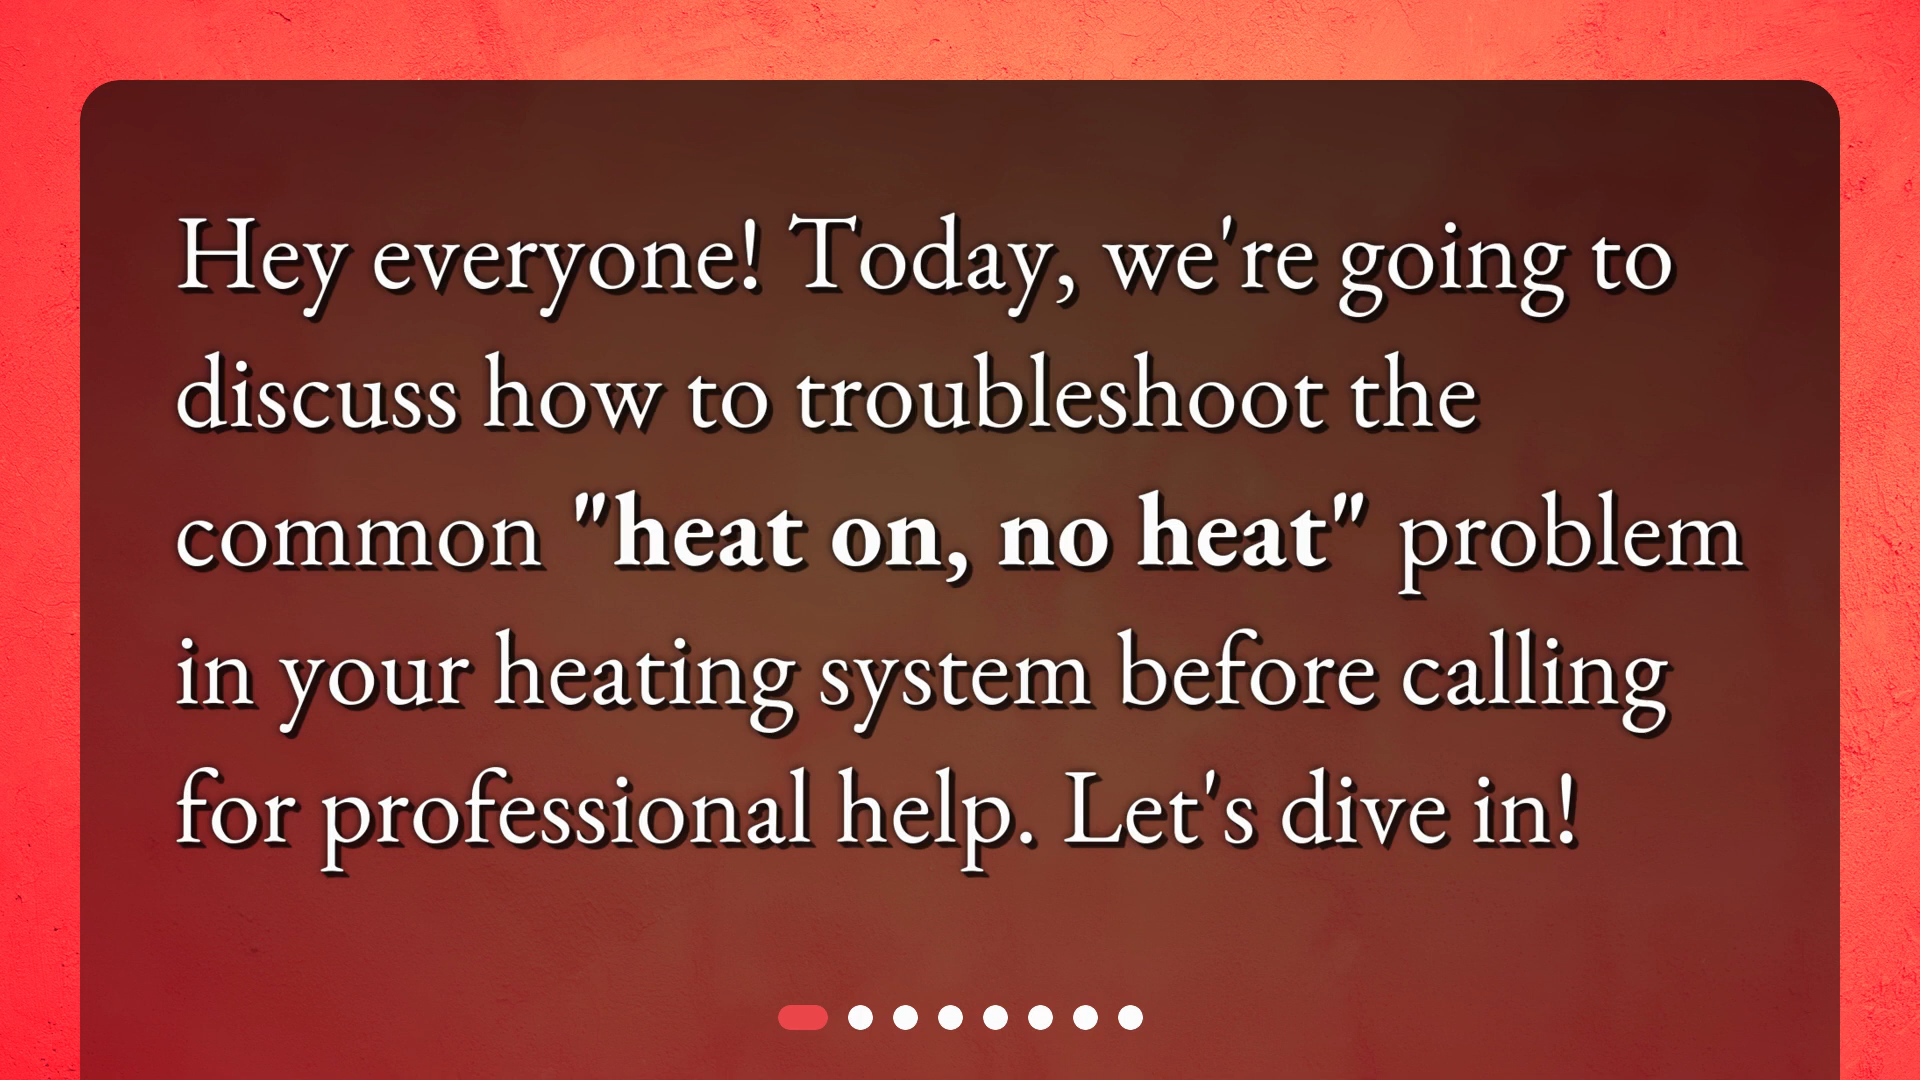 Hey everyone! Today, we're going to
discuss how to troubleshoot the
common "heat on, no heat" problem
in your heating system before calling
for professional help. Let's dive in!